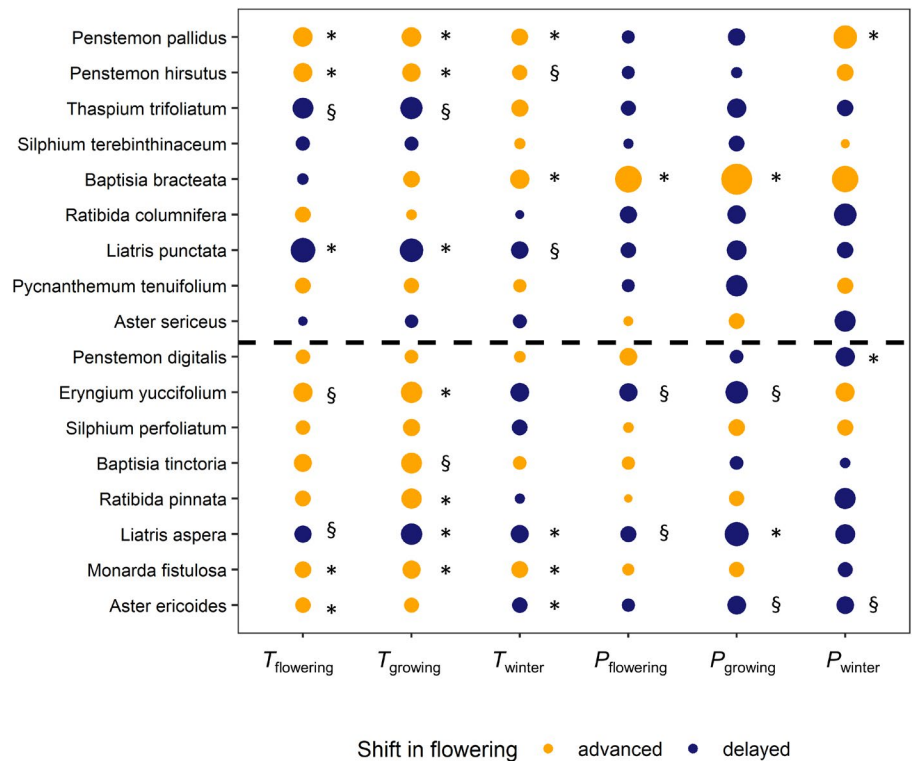 Penstemon pallidus * * * *
Penstemon hirsutus * * §
Thaspium trifoliatum § §
Silphium terebinthinaceum
Baptisia bracteata * * *
Ratibida columnifera
Liatris punctata * * §
Pycnanthemum tenuifolium
Aster sericeus
Penstemon digitalis *
Eryngium yuccifolium § * § §
Silphium perfoliatum
Baptisia tinctoria §
Ratibida pinnata *
Liatris aspera § * * § *
Monarda fistulosa * * *
Aster ericoides * * § §
Tflowering Tgrowing Twinter Pflowering Pgrowing Pwinter
Shift in flowering advanced delayed